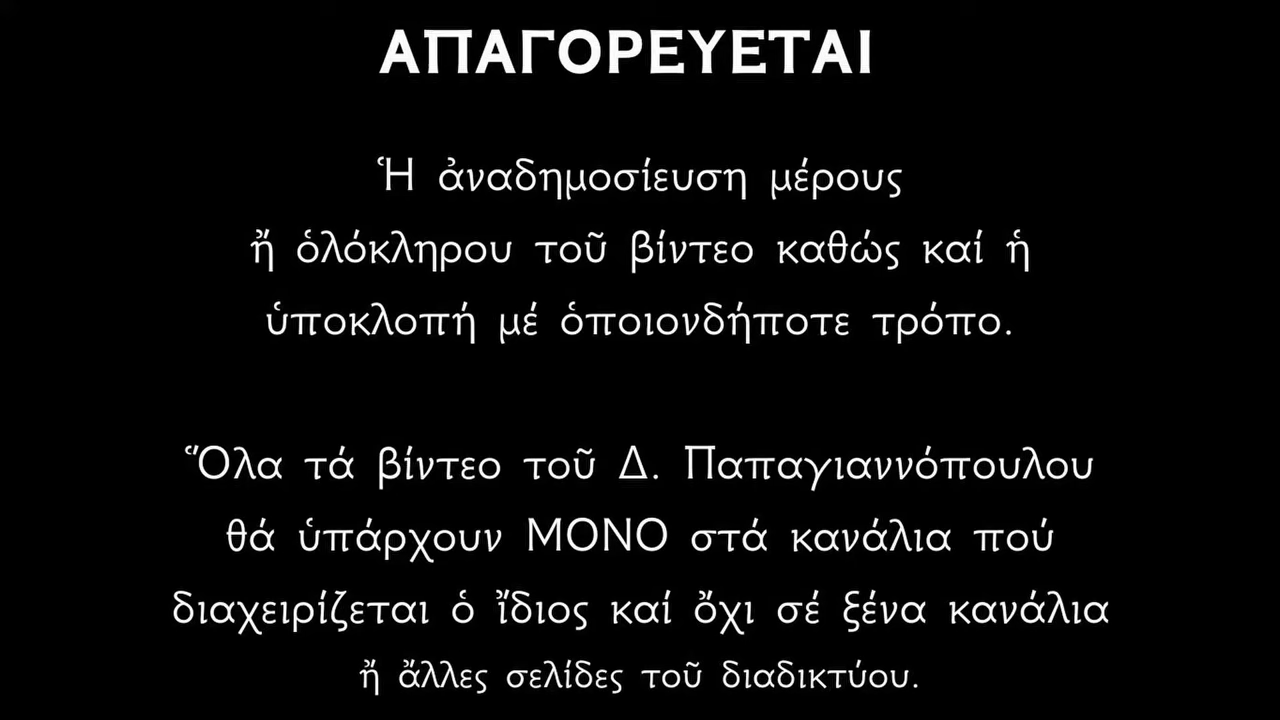 ΑΠΑΓΟΡΕΥΕΤΑΙ
Ἡ ἀναδημοσίευση μέρους
ἤ ὁλόκληρου τοῦ βίντεο καθώς καί ἡ
ὑποκλοπή μέ ὁποιονδήποτε τρόπο.
Ὅλα τά βίντεο τοῦ Δ. Παπαγιαννόπουλου
θά ὑπάρχουν ΜΟΝΟ στά κανάλια πού
διαχειρίζεται ὁ ἴδιος καί ὄχι σέ ξένα κανάλια
ἤ ἄλλες σελίδες τοῦ διαδικτύου.